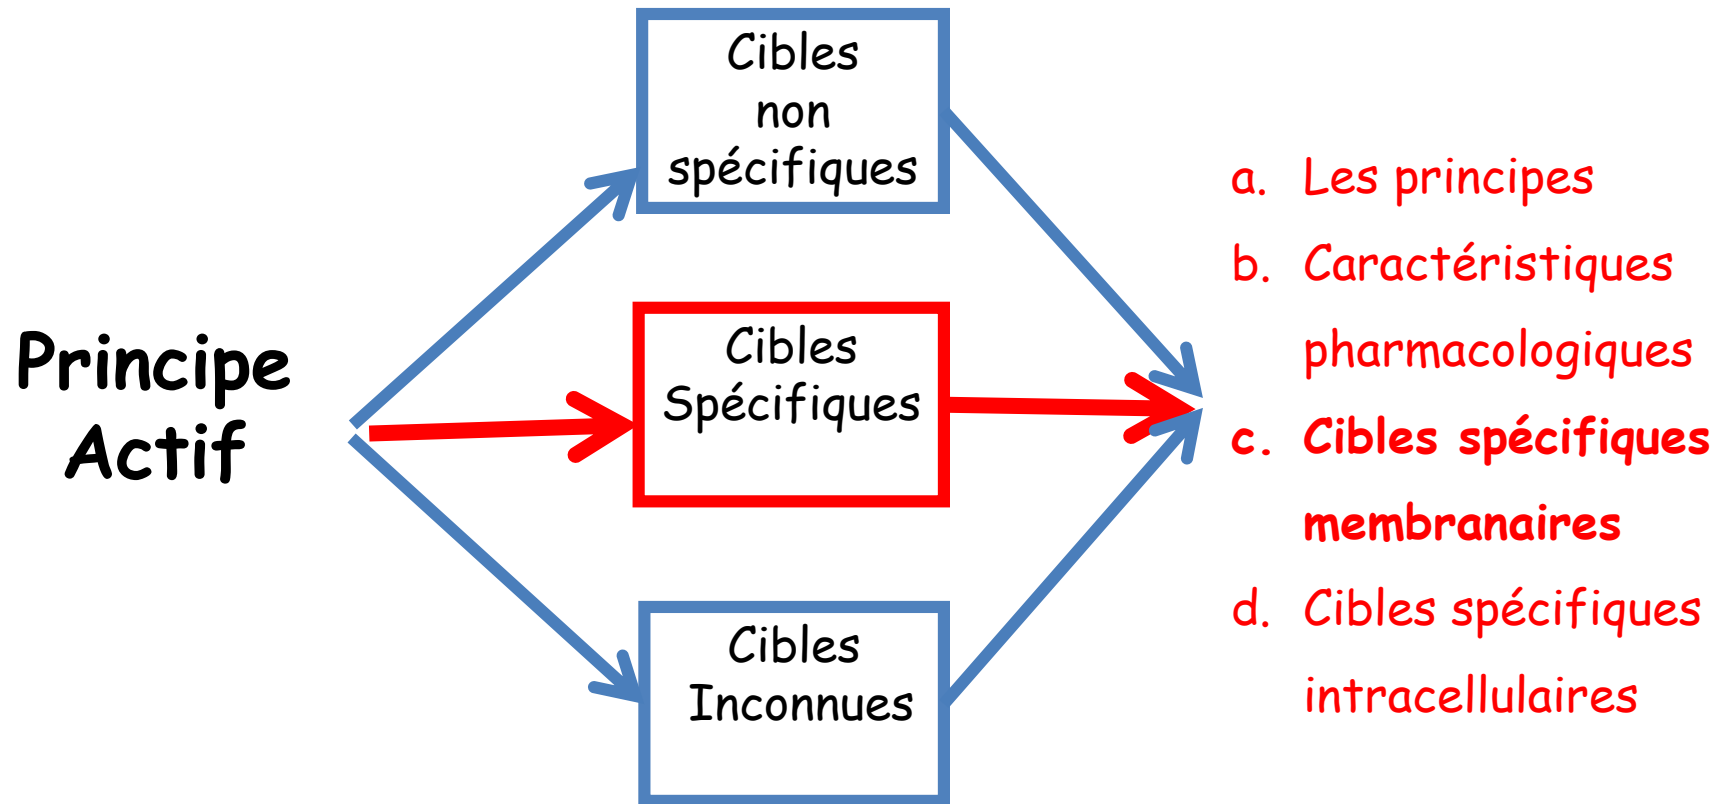 Principe
Actif
Cibles
non
spécifiques
Cibles
Spécifiques
Cibles
Inconnues
a. Les principes
b. Caractéristiques
pharmacologiques
c. Cibles spécifiques
membranaires
d. Cibles spécifiques
intracellulaires